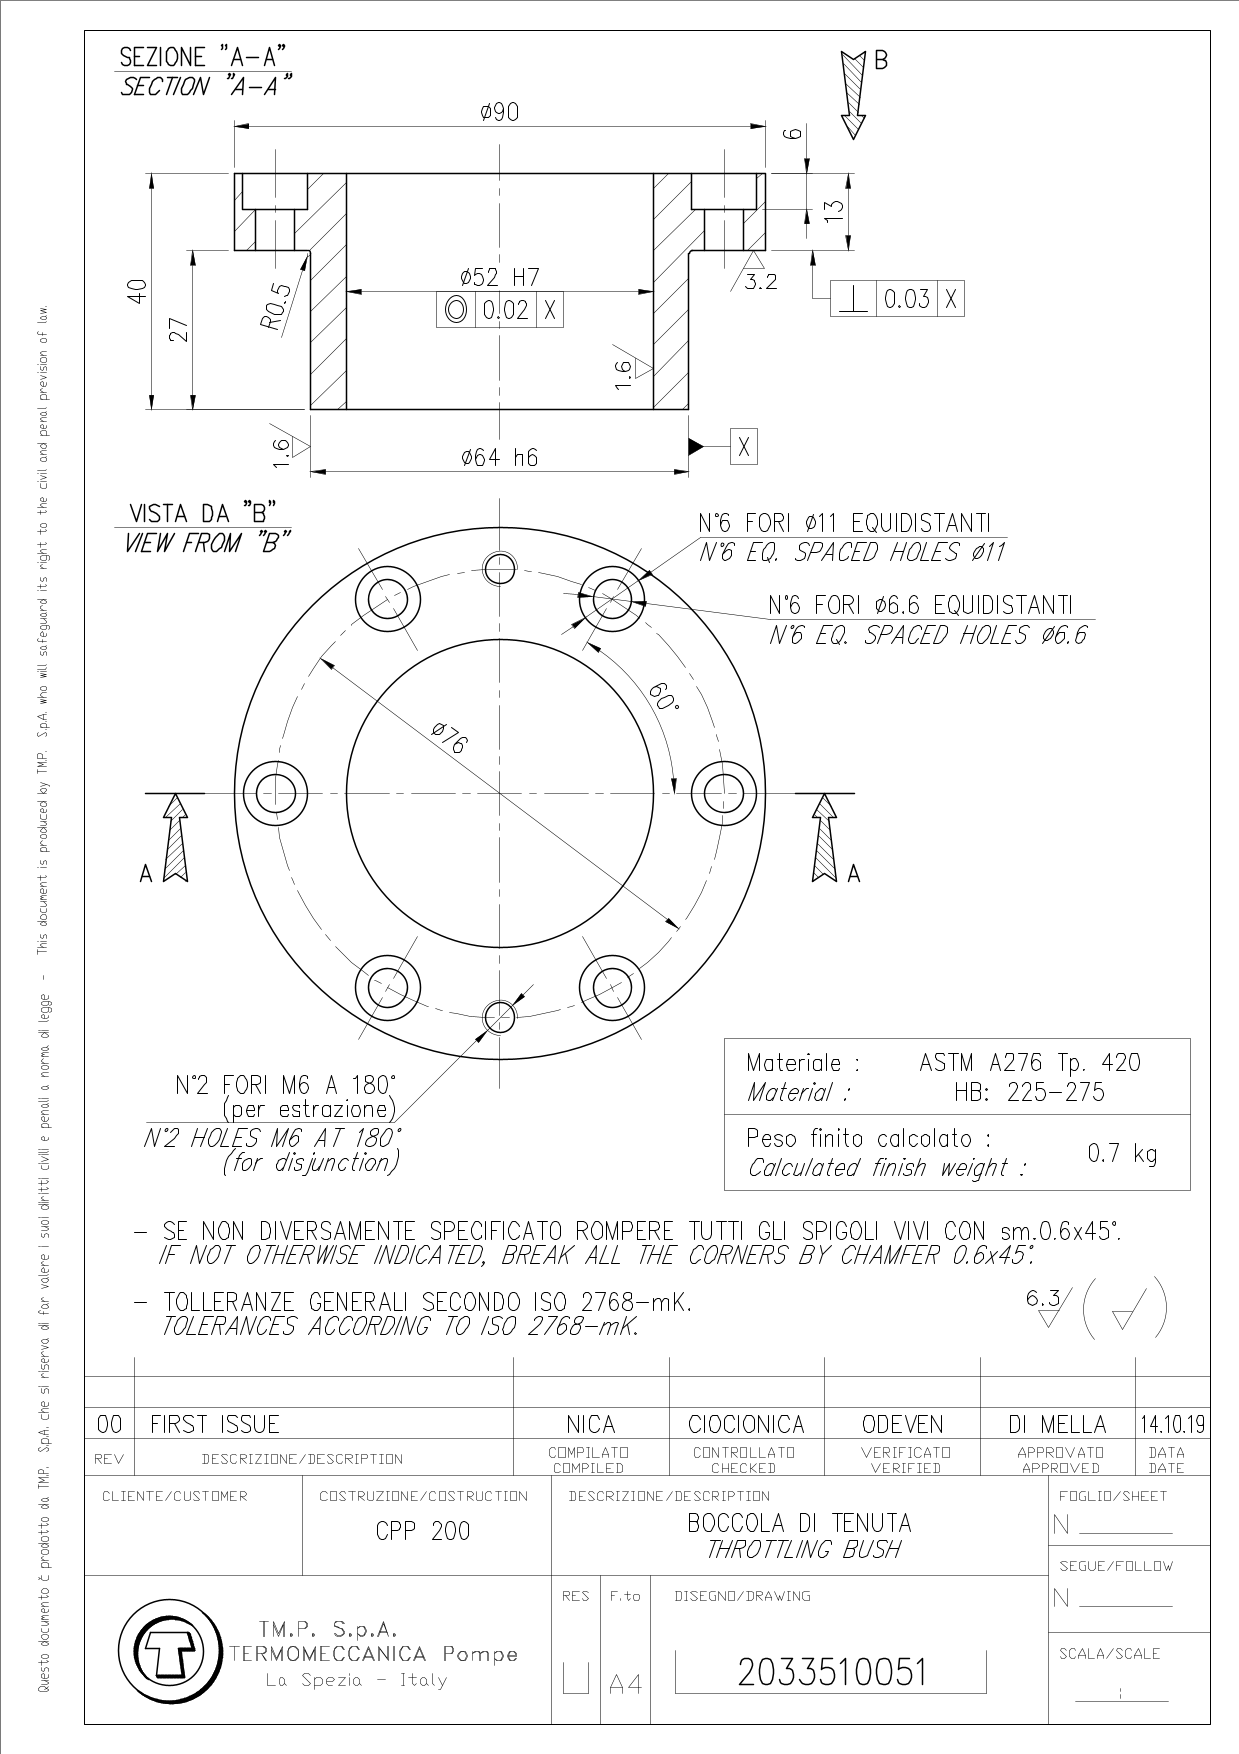 SEZIONE "A-A"
SECTION "A-A"
B
ø90
6
13
40
27
R0.5
ø52 H7
◎ 0.02 X
3.2
⊥ 0.03 X
1.6
1.6
ø64 h6
X
VISTA DA "B"
VIEW FROM "B"
N°6 FORI ø11 EQUIDISTANTI
N°6 EQ. SPACED HOLES ø11
N°6 FORI ø6.6 EQUIDISTANTI
N°6 EQ. SPACED HOLES ø6.6
60°
ø76
A
A
N°2 FORI M6 A 180°
(per estrazione)
N°2 HOLES M6 AT 180°
(for disjunction)
Materiale : ASTM A276 Tp. 420
Material : HB: 225-275
Peso finito calcolato :
Calculated finish weight : 0.7 kg
- SE NON DIVERSAMENTE SPECIFICATO ROMPERE TUTTI GLI SPIGOLI VIVI CON sm.0.6x45°.
IF NOT OTHERWISE INDICATED, BREAK ALL THE CORNERS BY CHAMFER 0.6x45°.
- TOLLERANZE GENERALI SECONDO ISO 2768-mK.
TOLERANCES ACCORDING TO ISO 2768-mK.
6.3
00 FIRST ISSUE NICA CIOCIONICA ODEVEN DI MELLA 14.10.19
REV DESCRIZIONE/DESCRIPTION COMPILATO CONTROLLATO VERIFICATO APPROVATO DATA
COMPILED CHECKED VERIFIED APPROVED DATE
CLIENTE/CUSTOMER COSTRUZIONE/COSTRUCTION DESCRIZIONE/DESCRIPTION FOGLIO/SHEET
CPP 200
BOCCOLA DI TENUTA
THROTTLING BUSH
N
SEGUE/FOLLOW
N
T
T.M.P. S.p.A.
TERMOMECCANICA Pompe
La Spezia - Italy
RES F.to DISEGNO/DRAWING
U A4 2033510051
SCALA/SCALE
:
Questo documento č prodotto da T.M.P. S.p.A. che si riserva di far valere i suoi diritti civili e penali a norma di legge - This document is produced by T.M.P. S.p.A. who will safeguard its right to the civil and penal prevision of law.